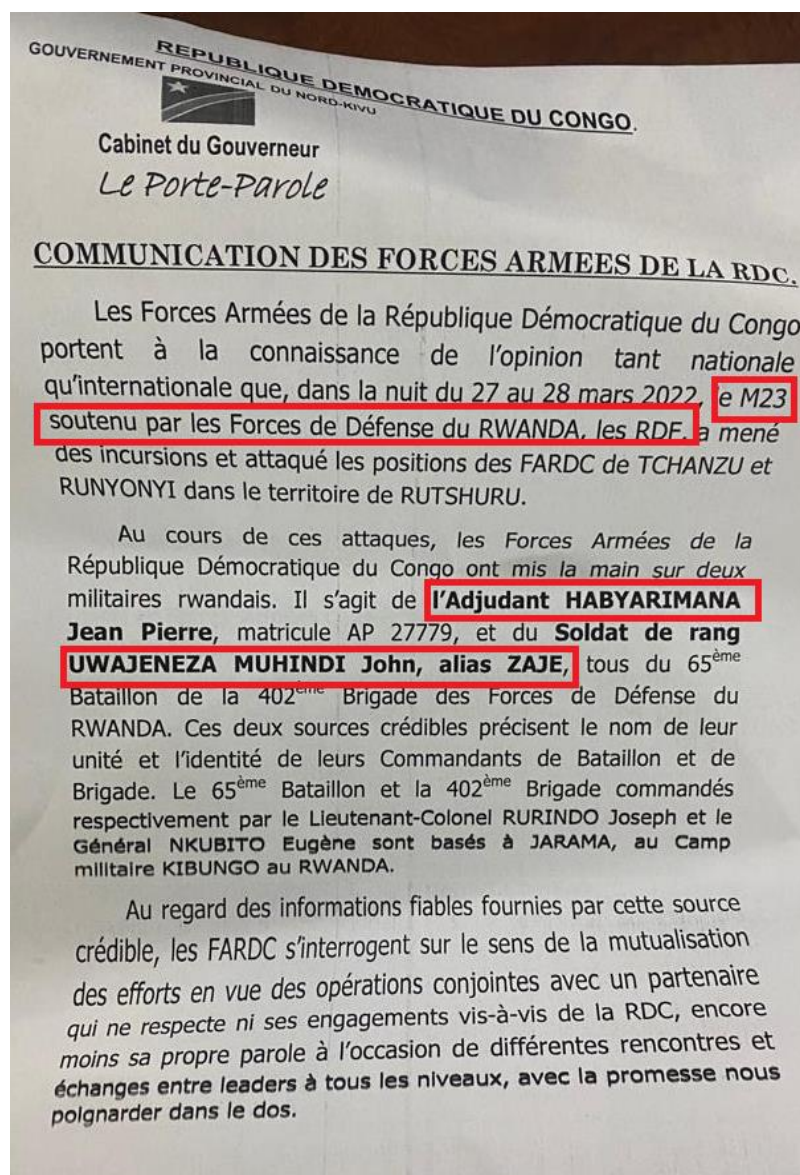 REPUBLIQUE DEMOCRATIQUE DU CONGO.
GOUVERNEMENT PROVINCIAL DU NORD-KIVU
Cabinet du Gouverneur
Le Porte-Parole
COMMUNICATION DES FORCES ARMEES DE LA RDC.
Les Forces Armées de la République Démocratique du Congo
portent à la connaissance de l'opinion tant nationale
qu'internationale que, dans la nuit du 27 au 28 mars 2022, le M23
soutenu par les Forces de Défense du RWANDA, les RDF, a mené
des incursions et attaqué les positions des FARDC de TCHANZU et
RUNYONYI dans le territoire de RUTSHURU.
Au cours de ces attaques, les Forces Armées de la
République Démocratique du Congo ont mis la main sur deux
militaires rwandais. Il s'agit de l'Adjudant HABYARIMANA
Jean Pierre, matricule AP 27779, et du Soldat de rang
UWAJENEZA MUHINDI John, alias ZAJE, tous du 65ème
Bataillon de la 402ème Brigade des Forces de Défense du
RWANDA. Ces deux sources crédibles précisent le nom de leur
unité et l'identité de leurs Commandants de Bataillon et de
Brigade. Le 65ème Bataillon et la 402ème Brigade commandés
respectivement par le Lieutenant-Colonel RURINDO Joseph et le
Général NKUBITO Eugène sont basés à JARAMA, au Camp
militaire KIBUNGO au RWANDA.
Au regard des informations fiables fournies par cette source
crédible, les FARDC s'interrogent sur le sens de la mutualisation
des efforts en vue des opérations conjointes avec un partenaire
qui ne respecte ni ses engagements vis-à-vis de la RDC, encore
moins sa propre parole à l'occasion de différentes rencontres et
échanges entre leaders à tous les niveaux, avec la promesse nous
poignarder dans le dos.